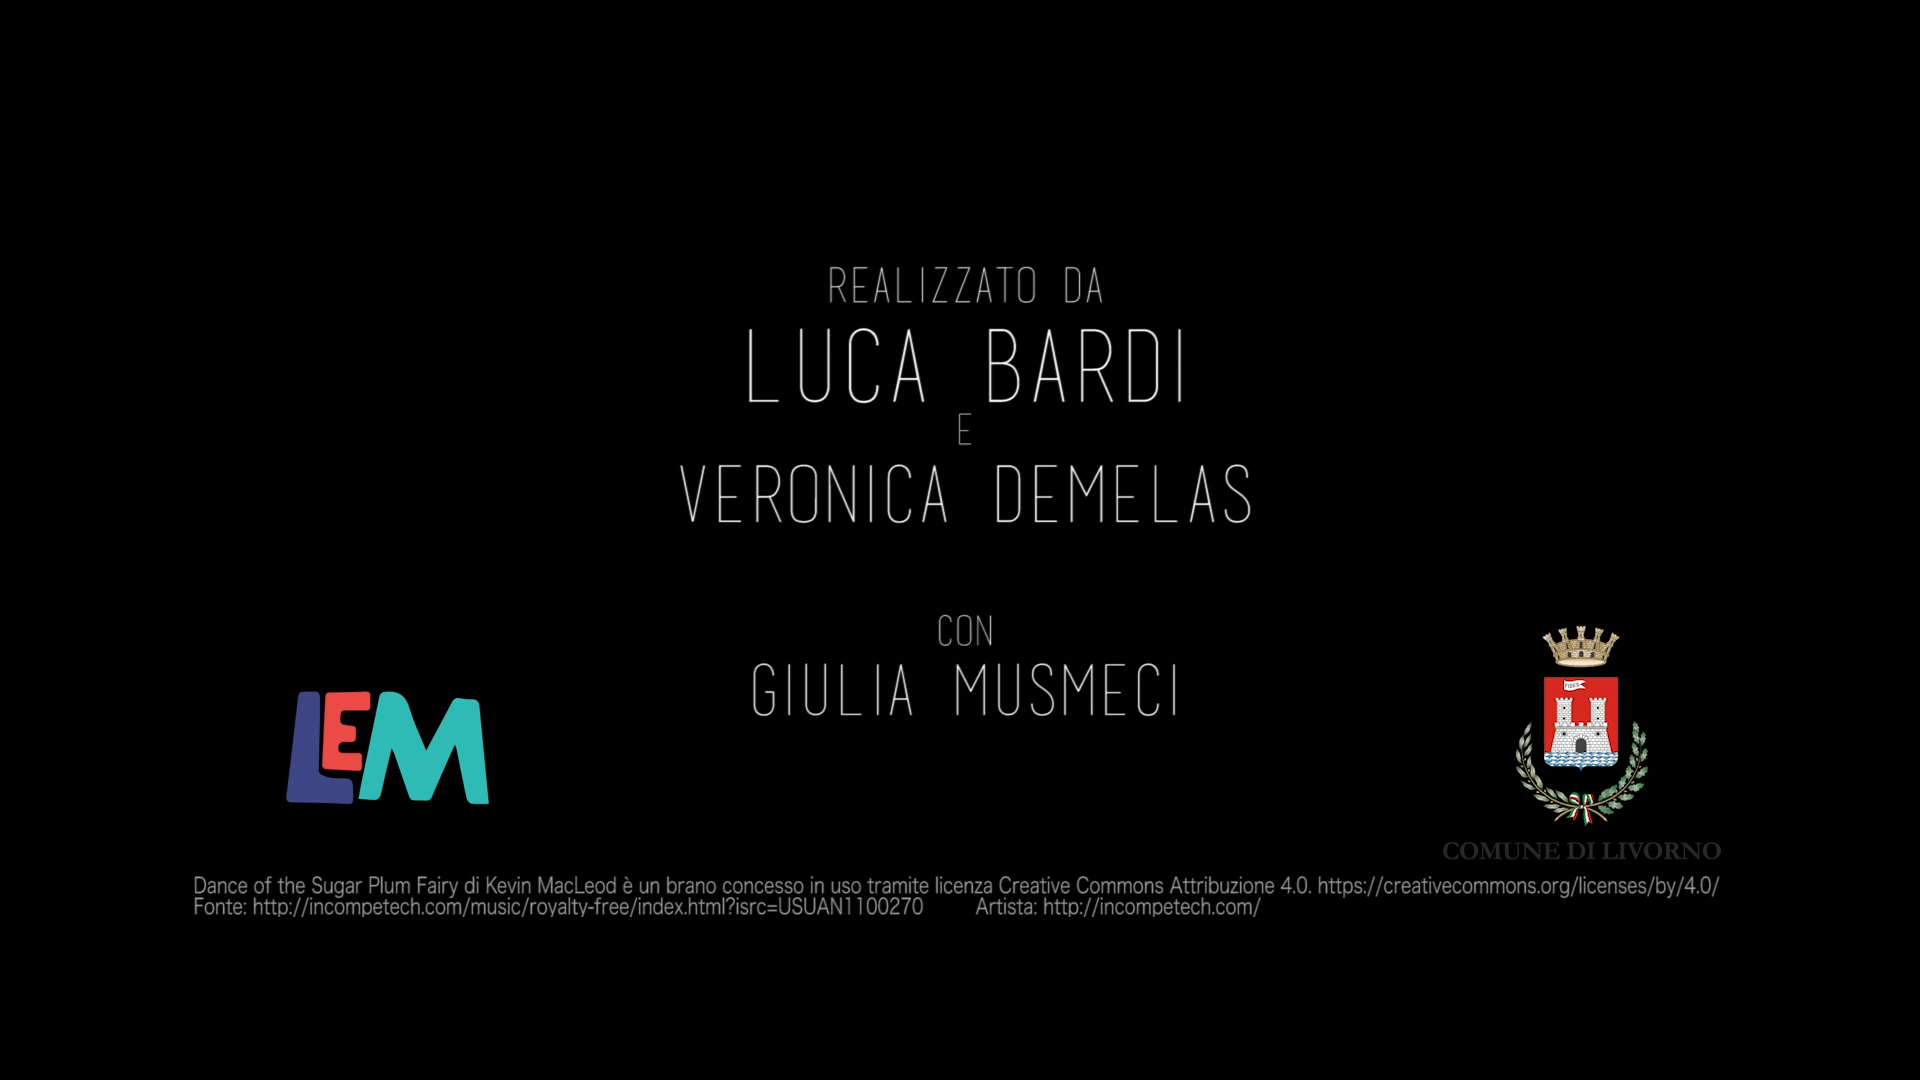 REALIZZATO DA
LUCA BARDI
E
VERONICA DEMELAS
CON
GIULIA MUSMECI
LEM
FIDES
COMUNE DI LIVORNO
Dance of the Sugar Plum Fairy di Kevin MacLeod è un brano concesso in uso tramite licenza Creative Commons Attribuzione 4.0. https://creativecommons.org/licenses/by/4.0/
Fonte: http://incompetech.com/music/royalty-free/index.html?isrc=USUAN1100270 Artista: http://incompetech.com/